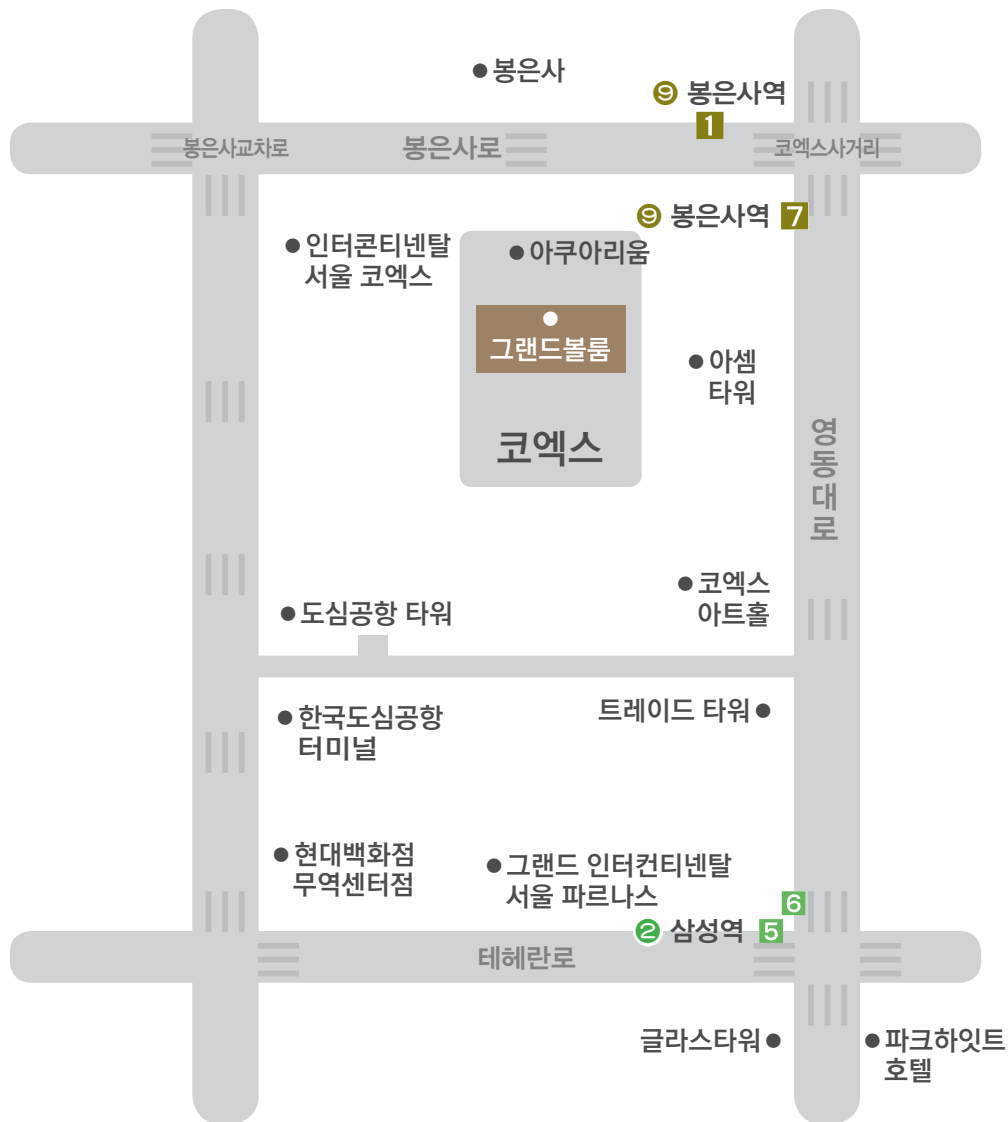 봉은사
⑨ 봉은사역
1
봉은사교차로
봉은사로
코엑스사거리
⑨ 봉은사역 7
인터콘티넨탈
서울 코엑스
아쿠아리움
그랜드볼룸
코엑스
아셈
타워
영동대로
코엑스
아트홀
도심공항 타워
한국도심공항
터미널
트레이드 타워
현대백화점
무역센터점
그랜드 인터컨티넨탈
서울 파르나스
6
② 삼성역 5
테헤란로
글라스타워
파크하잇트
호텔